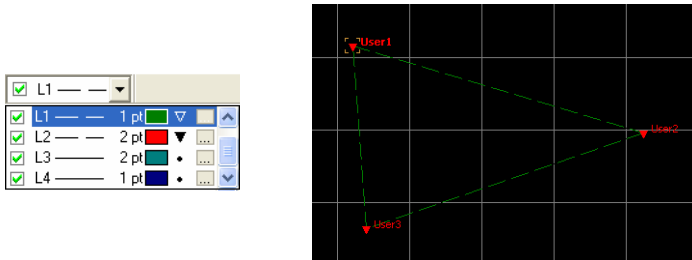 L1
L1 1 pt ...
L2 2 pt ...
L3 2 pt ...
L4 1 pt ...
User1
User2
User3